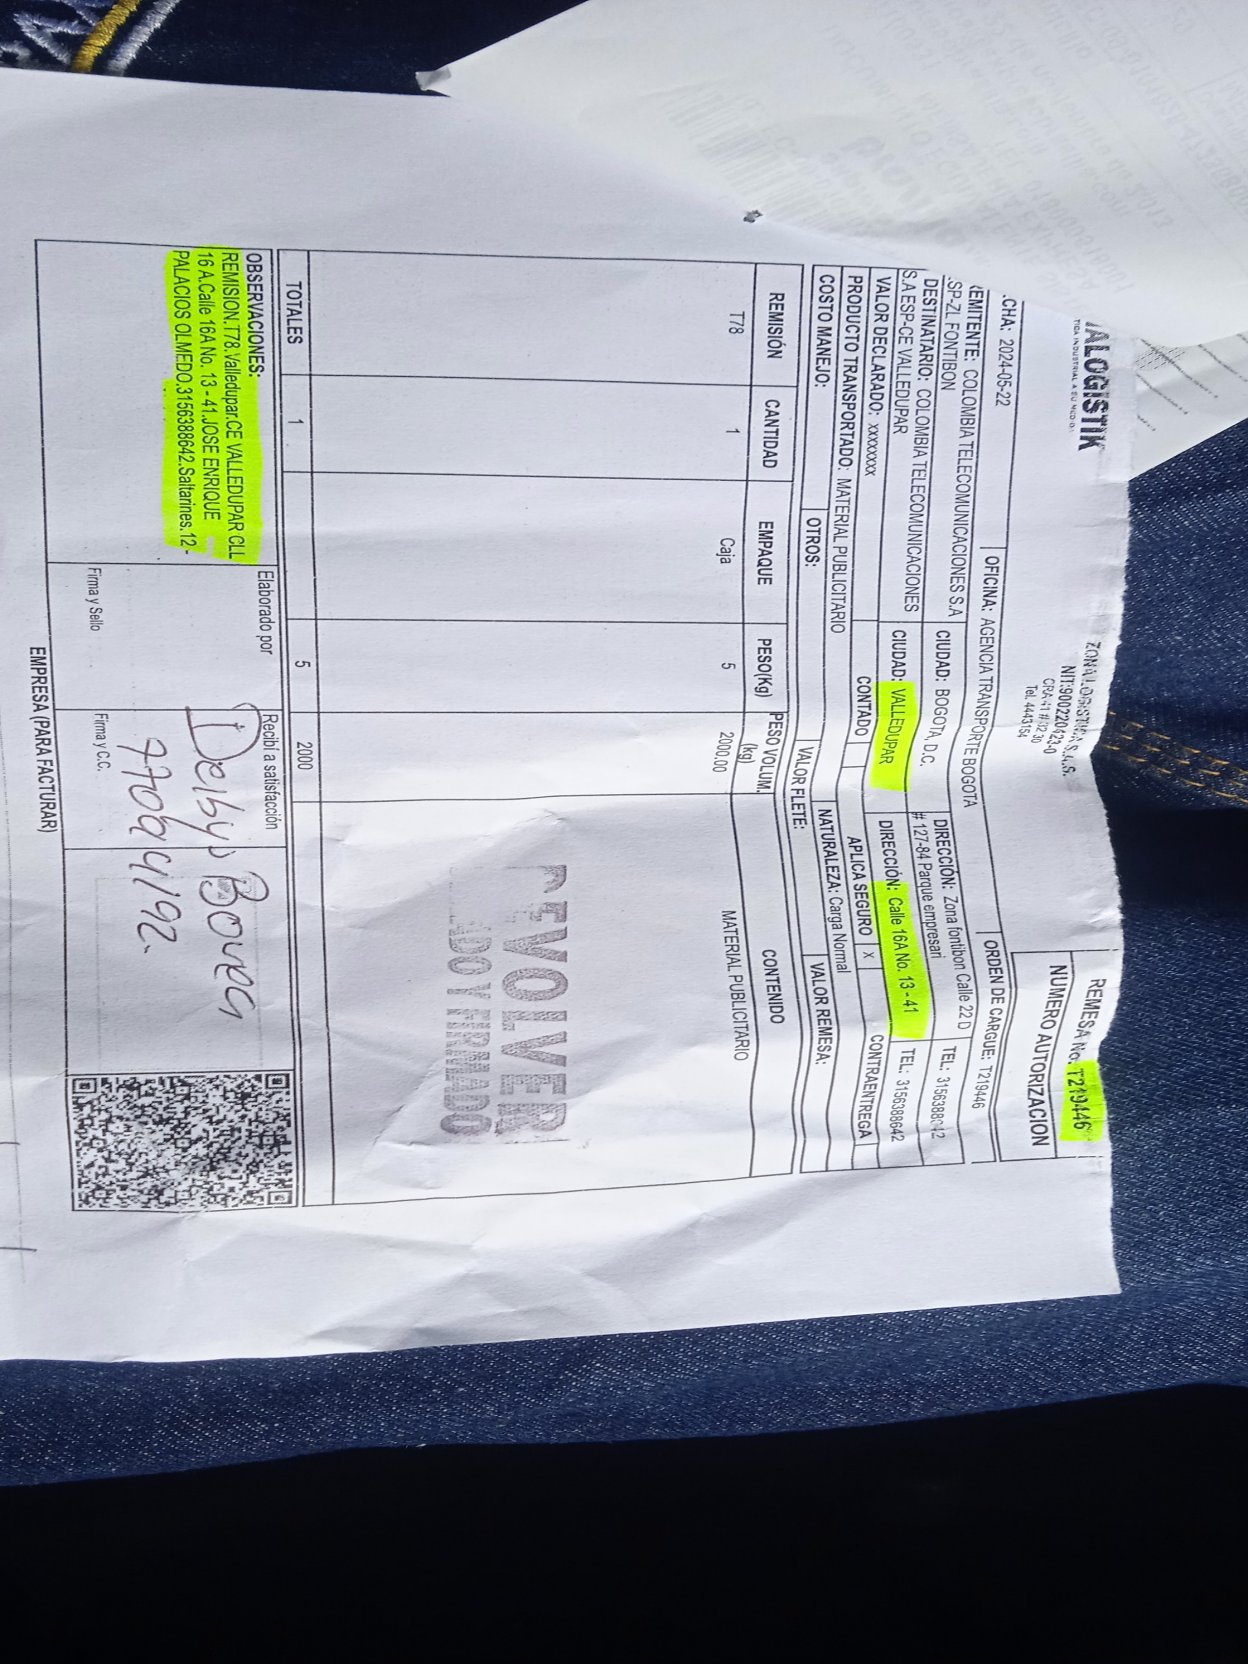 ALOGISTIK
ZONA LOGISTICA S.A.S.
NIT:900220423-0
CRA 41 # 32 30
Tel. 4443154
REMESA No. T219446
NUMERO AUTORIZACION
CHA: 2024-05-22
OFICINA: AGENCIA TRANSPORTE BOGOTA
ORDEN DE CARGUE: T219446
EMITENTE: COLOMBIA TELECOMUNICACIONES S.A
SP-ZL FONTIBON
CIUDAD: BOGOTA, D.C.
DIRECCIÓN: Zona fontibon Calle 22 D
# 127-84 Parque empresari
TEL: 3156388642
DESTINATARIO: COLOMBIA TELECOMUNICACIONES
S.A ESP-CE VALLEDUPAR
CIUDAD: VALLEDUPAR
DIRECCIÓN: Calle 16A No. 13 - 41
TEL: 3156388642
VALOR DECLARADO: xxxxxxxx
CONTADO
APLICA SEGURO X
CONTRAENTREGA
PRODUCTO TRANSPORTADO: MATERIAL PUBLICITARIO
NATURALEZA: Carga Normal
COSTO MANEJO:
OTROS:
VALOR FLETE:
VALOR REMESA:
REMISIÓN CANTIDAD EMPAQUE PESO(Kg) PESO VOLUM. (kg) CONTENIDO
T78 1 Caja 5 2000.00 MATERIAL PUBLICITARIO
DEVOLVER
Y FIRMADO
TOTALES 1 5 2000
OBSERVACIONES:
REMISION.T78.Valledupar.CE VALLEDUPAR CLL
16 A.Calle 16A No. 13 - 41.JOSE ENRIQUE
PALACIOS OLMEDO.3156388642.Saltarines.12 -
Elaborado por
Firma y Sello
Recibí a satisfacción
77094192
Firma y C.C.
EMPRESA (PARA FACTURAR)